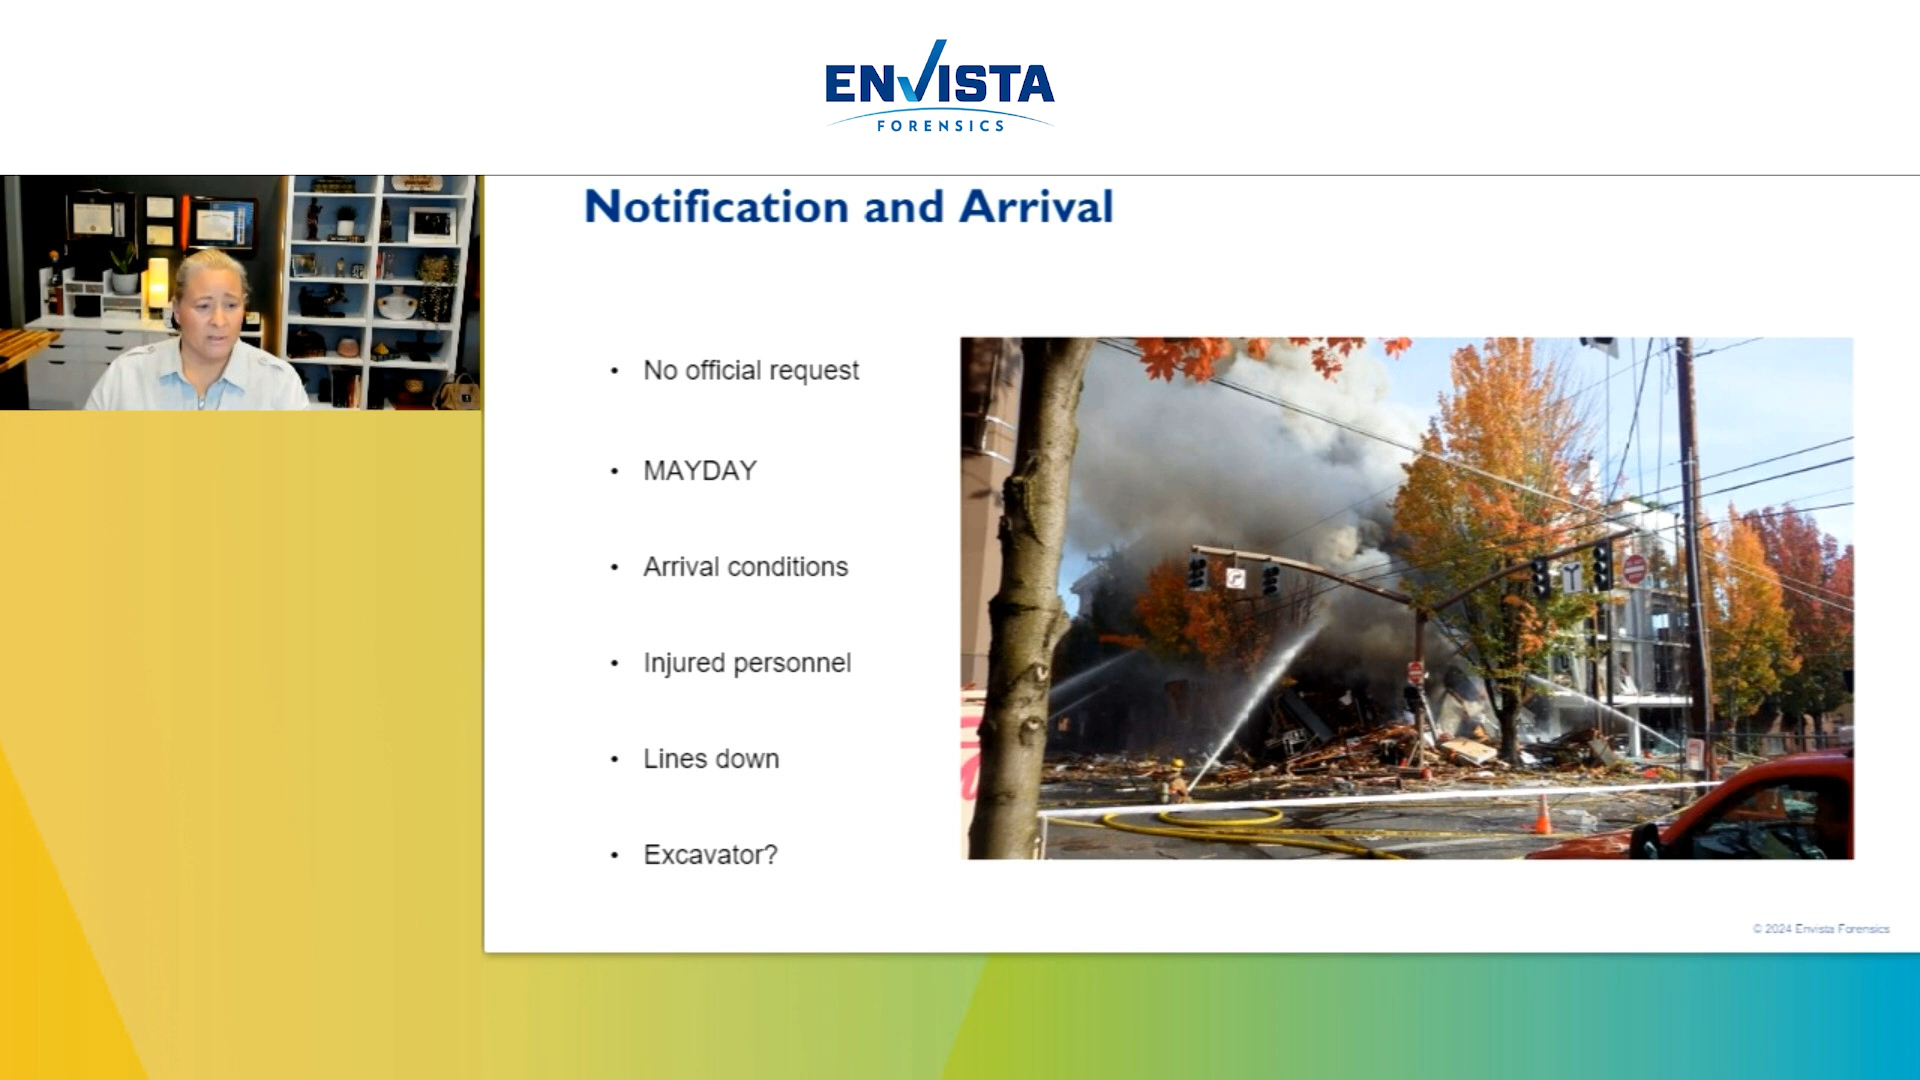 ENVISTA
FORENSICS
Notification and Arrival
• No official request
• MAYDAY
• Arrival conditions
• Injured personnel
• Lines down
• Excavator?
© 2024 Envista Forensics